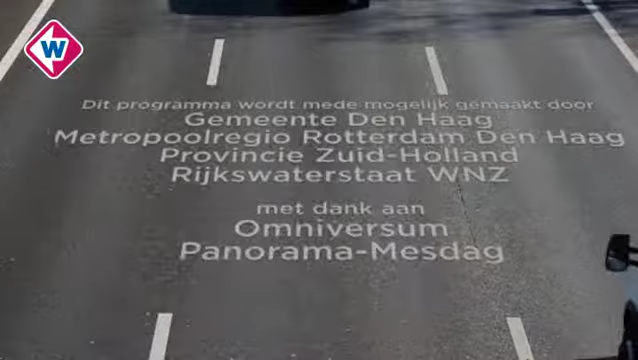 W
Dit programma wordt mede mogelijk gemaakt door
Gemeente Den Haag
Metropoolregio Rotterdam Den Haag
Provincie Zuid-Holland
Rijkswaterstaat WNZ
met dank aan
Omniversum
Panorama-Mesdag